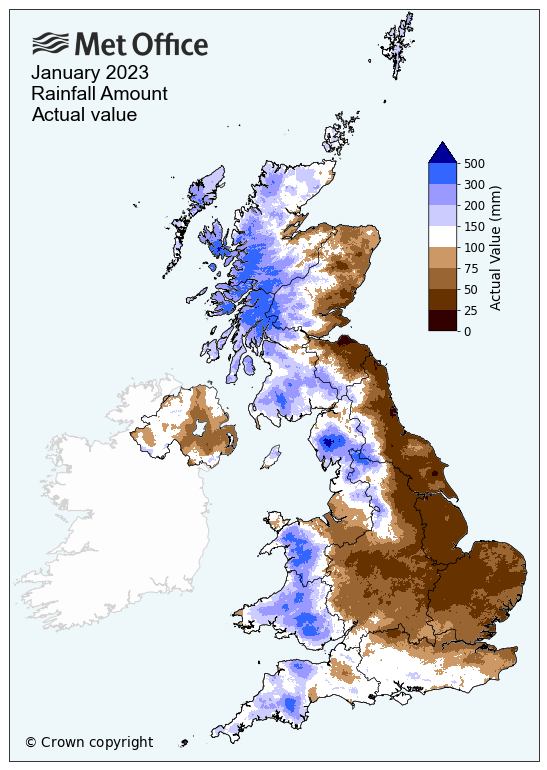 Met Office
January 2023
Rainfall Amount
Actual value
500
300
200
150
100
75
50
25
0
Actual Value (mm)
© Crown copyright